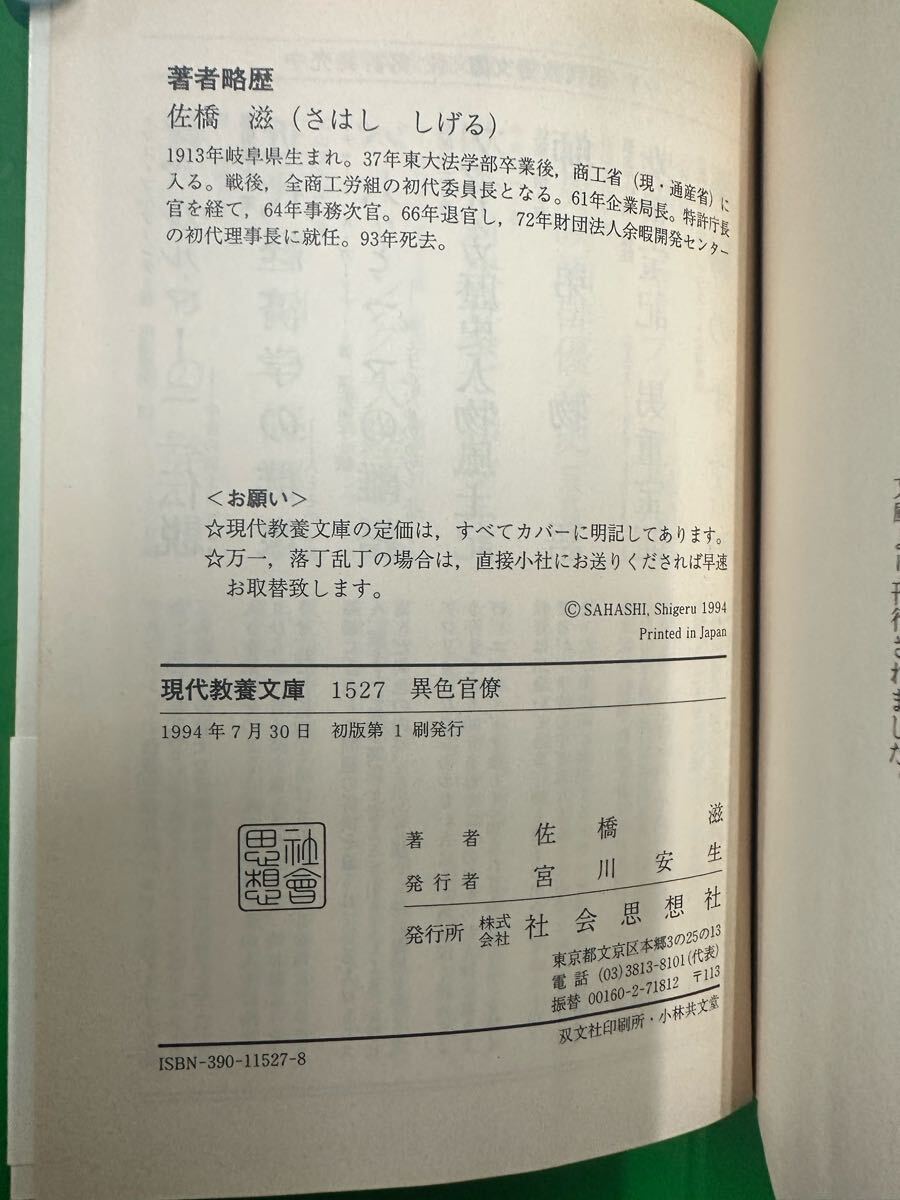 著者略歴
佐橋 滋(さはし しげる)
1913年岐阜県生まれ。37年東大法学部卒業後，商工省（現・通産省）に
入る。戦後，全商工労組の初代委員長となる。61年企業局長。特許庁長
官を経て，64年事務次官。66年退官し，72年財団法人余暇開発センター
の初代理事長に就任。93年死去。
＜お願い＞
☆現代教養文庫の定価は，すべてカバーに明記してあります。
☆万一，落丁乱丁の場合は，直接小社にお送りくだされば早速
お取替致します。
©SAHASHI, Shigeru 1994
Printed in Japan
現代教養文庫 1527 異色官僚
1994年7月30日 初版第1刷発行
社會思想
著者 佐橋 滋
発行者 宮川安生
発行所 株式会社 社会思想社
東京都文京区本郷3の25の13
電話 (03)3813-8101(代表)
振替 00160-2-71812 〒113
双文社印刷所・小林共文堂
ISBN-390-11527-8
刊行されました。